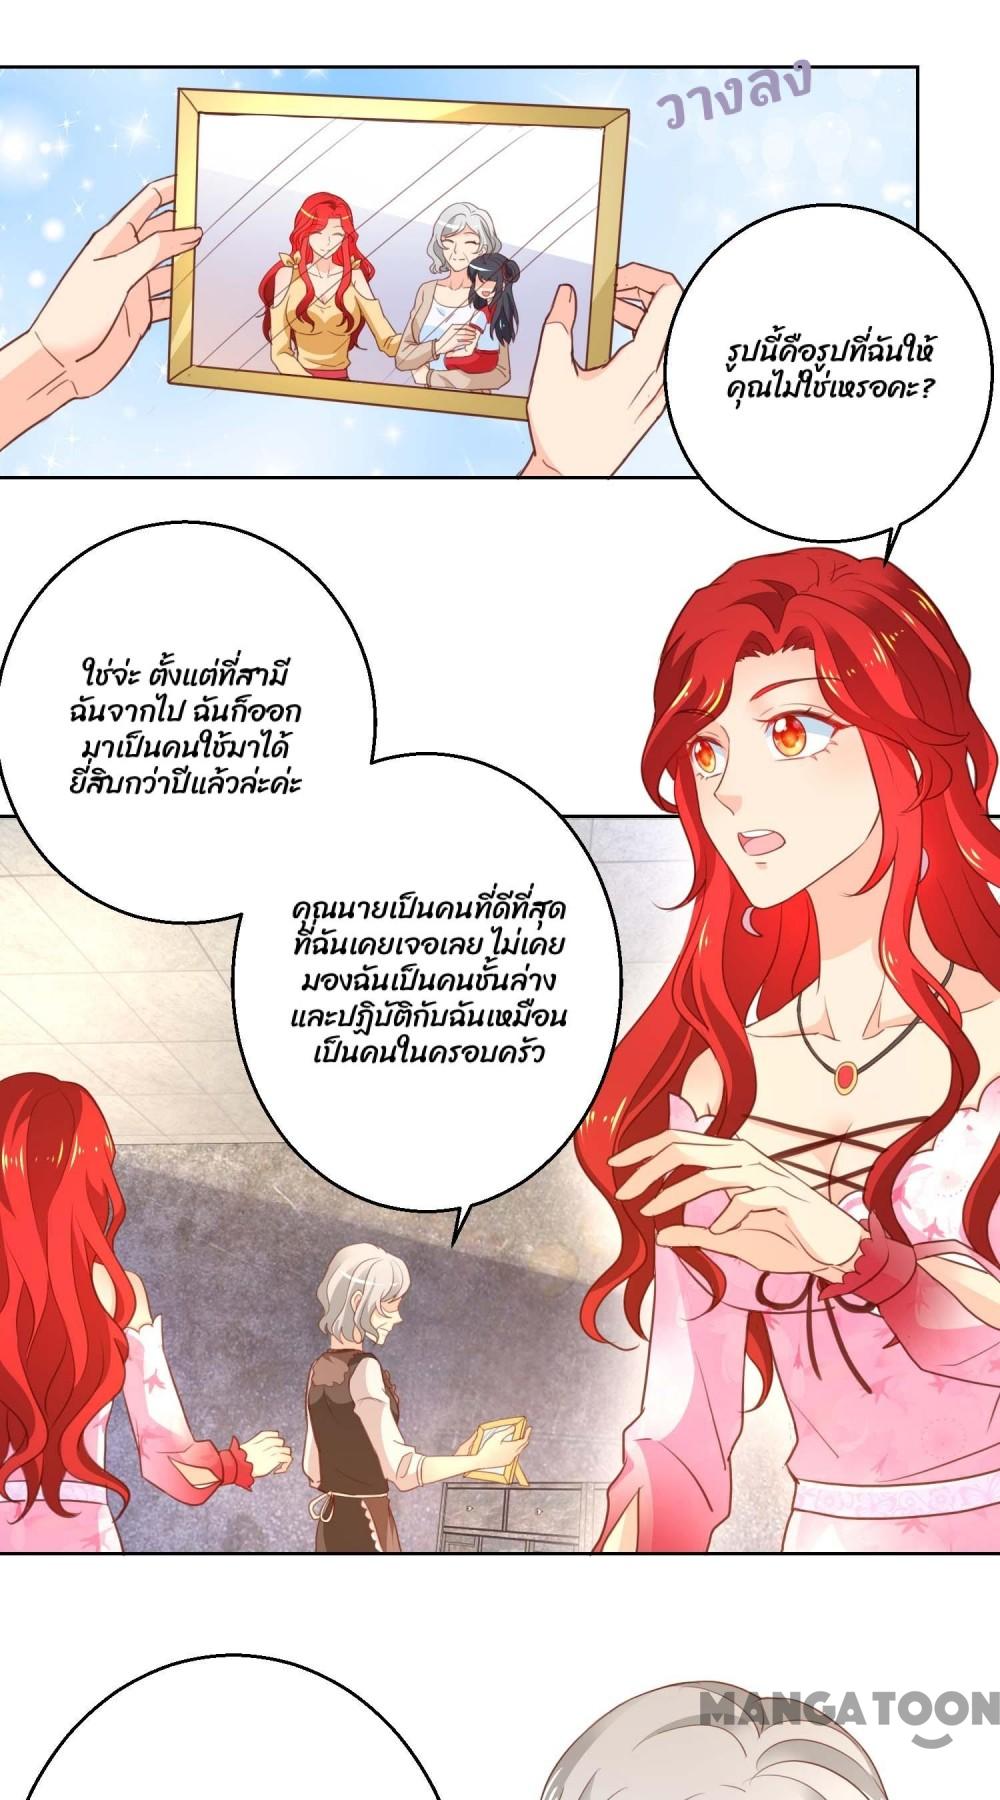 วางลง
รูปนี้คือรูปที่ฉันให้
คุณไม่ใช่เหรอคะ?
ใช่จ่ะ ตั้งแต่ที่สามี
ฉันจากไป ฉันก็ออก
มาเป็นคนใช้มาได้
ยี่สิบกว่าปีแล้วล่ะค่ะ
คุณนายเป็นคนที่ดีที่สุด
ที่ฉันเคยเจอเลย ไม่เคย
มองฉันเป็นคนชั้นล่าง
และปฏิบัติกับฉันเหมือน
เป็นคนในครอบครัว
MANGATOON